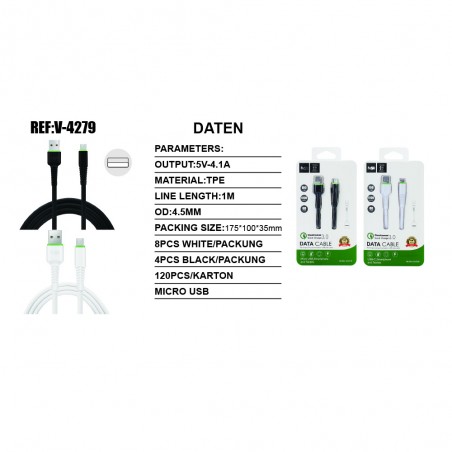 REF:V-4279
DATEN
PARAMETERS:
OUTPUT:5V-4.1A
MATERIAL:TPE
LINE LENGTH:1M
OD:4.5MM
PACKING SIZE:175*100*35mm
8PCS WHITE/PACKUNG
4PCS BLACK/PACKUNG
120PCS/KARTON
MICRO USB
DATA CABLE
DATA CABLE